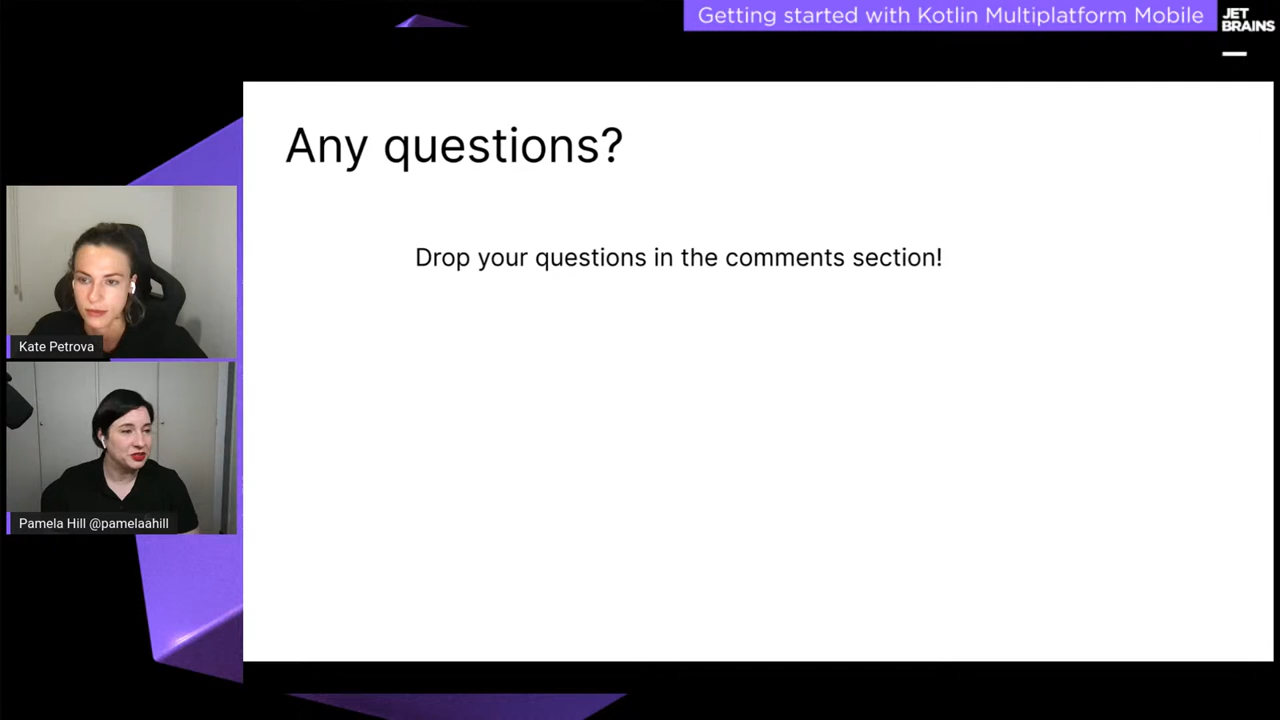 Getting started with Kotlin Multiplatform Mobile
JET
BRAINS
Any questions?
Drop your questions in the comments section!
Kate Petrova
Pamela Hill @pamelaahill